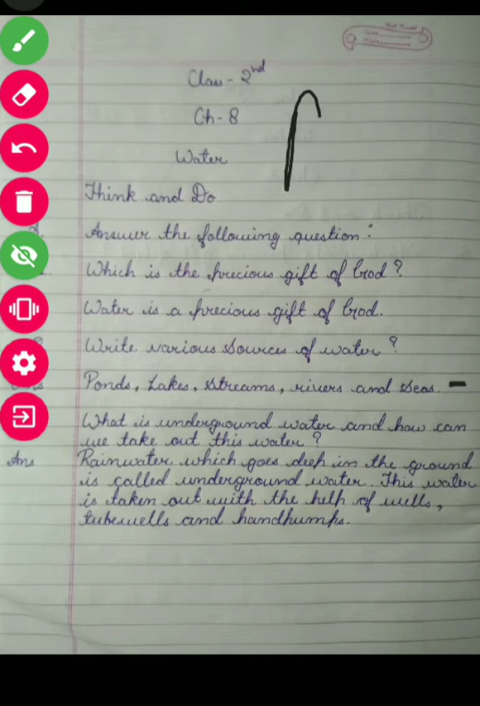 Class - 2nd
Ch - 8
Water
Think and Do
Answer the following question :
Which is the precious gift of God ?
Water is a precious gift of God.
Write various sources of water ?
Ponds, Lakes, streams, rivers and seas.
What is underground water and how can
we take out this water ?
Ans Rainwater which goes deep in the ground
is called underground water. This water
is taken out with the help of wells,
tubewells and handpumps.